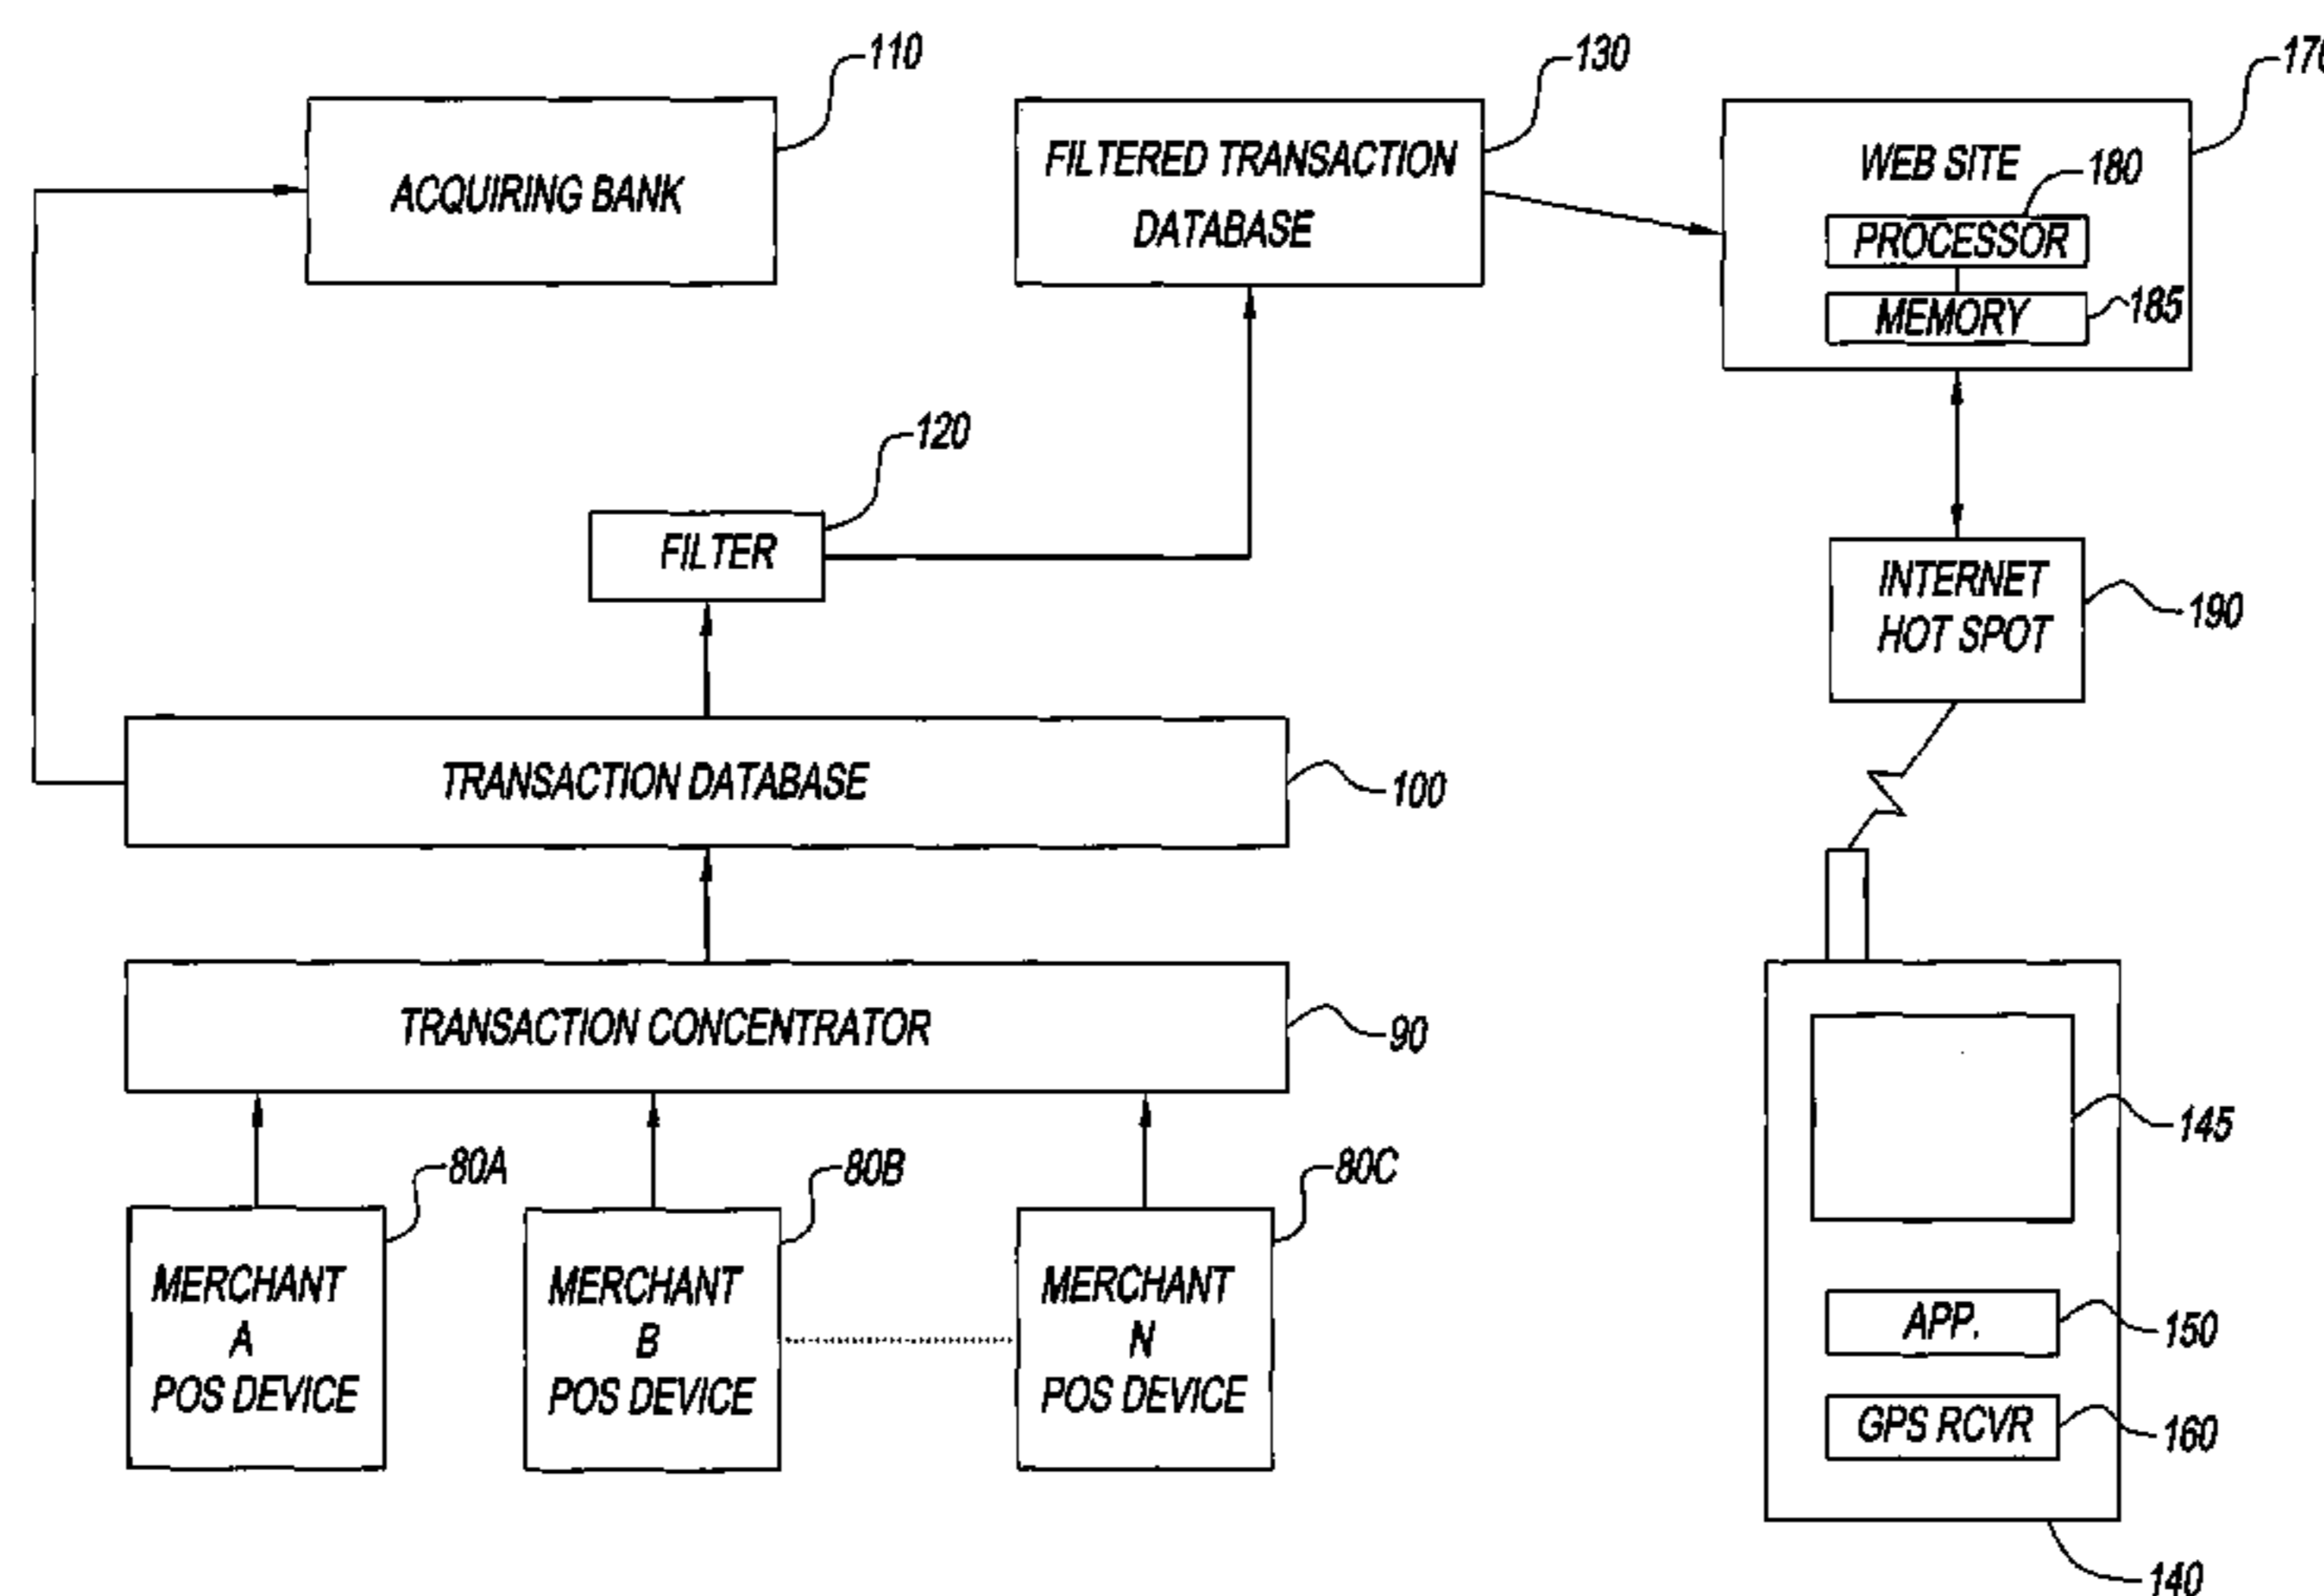 110
130
170
ACQUIRING BANK
FILTERED TRANSACTION
DATABASE
WEB SITE
180
PROCESSOR
MEMORY
185
120
FILTER
INTERNET
HOT SPOT
190
TRANSACTION DATABASE
100
TRANSACTION CONCENTRATOR
90
145
80A
80B
80C
MERCHANT
A
POS DEVICE
MERCHANT
B
POS DEVICE
MERCHANT
N
POS DEVICE
APP.
150
GPS RCVR
160
140